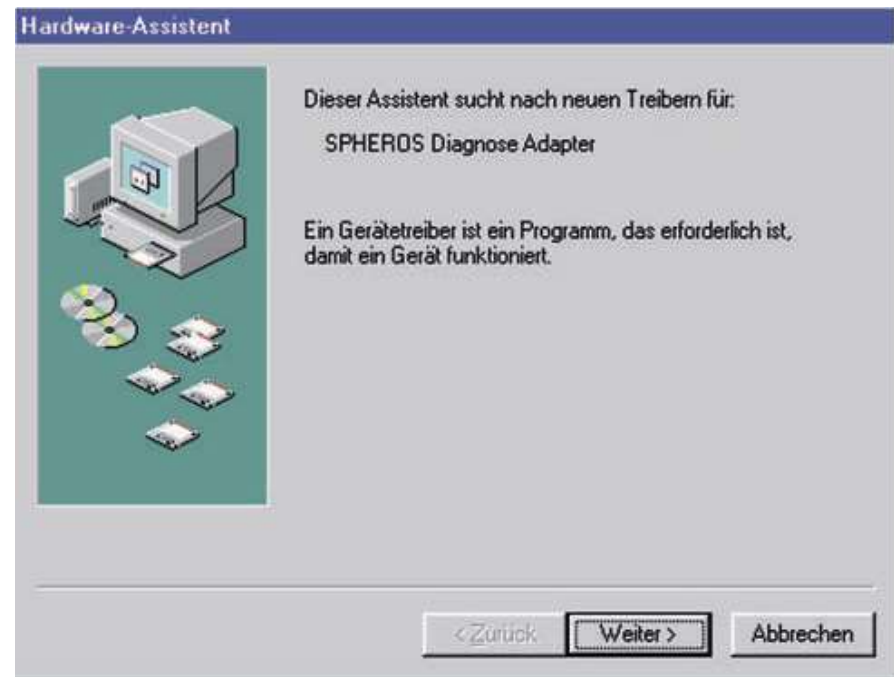 Hardware-Assistent
Dieser Assistent sucht nach neuen Treibern für:
SPHEROS Diagnose Adapter
Ein Gerätetreiber ist ein Programm, das erforderlich ist,
damit ein Gerät funktioniert.
< Zurück Weiter > Abbrechen